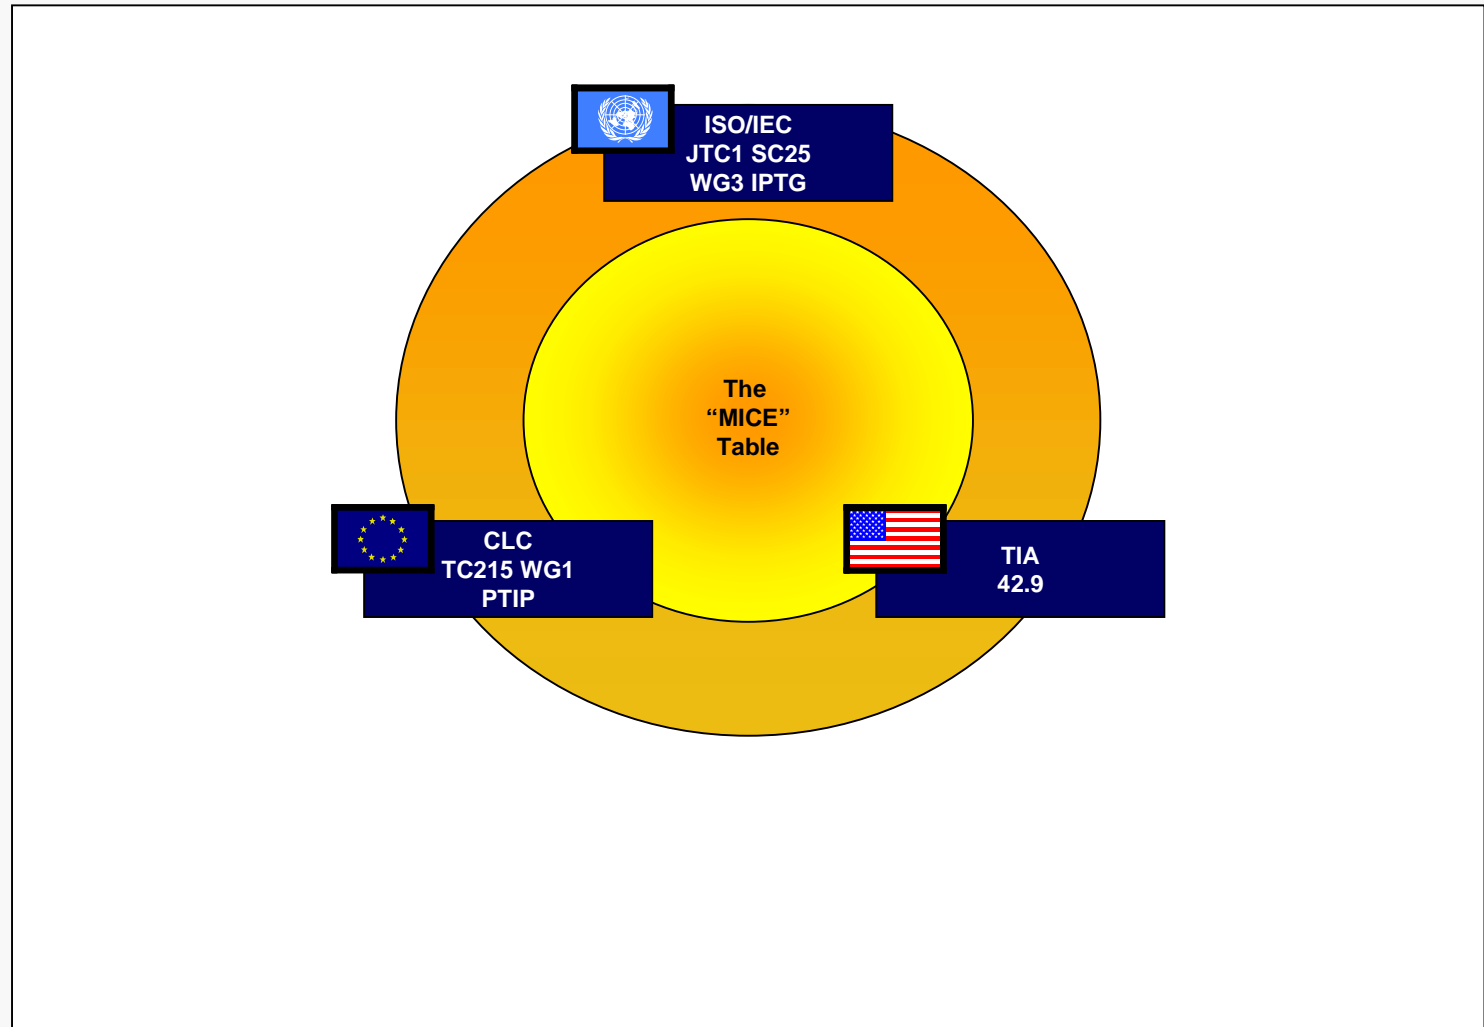 ISO/IEC
JTC1 SC25
WG3 IPTG
The
“MICE”
Table
CLC
TC215 WG1
PTIP
TIA
42.9